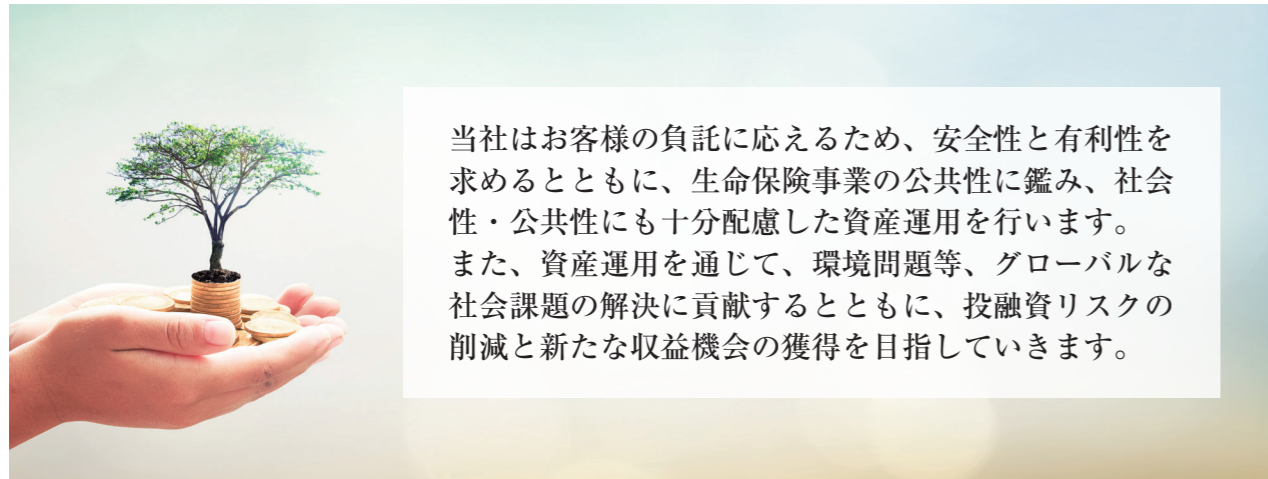 当社はお客様の負託に応えるため、安全性と有利性を
求めるとともに、生命保険事業の公共性に鑑み、社会
性・公共性にも十分配慮した資産運用を行います。
また、資産運用を通じて、環境問題等、グローバルな
社会課題の解決に貢献するとともに、投融資リスクの
削減と新たな収益機会の獲得を目指していきます。